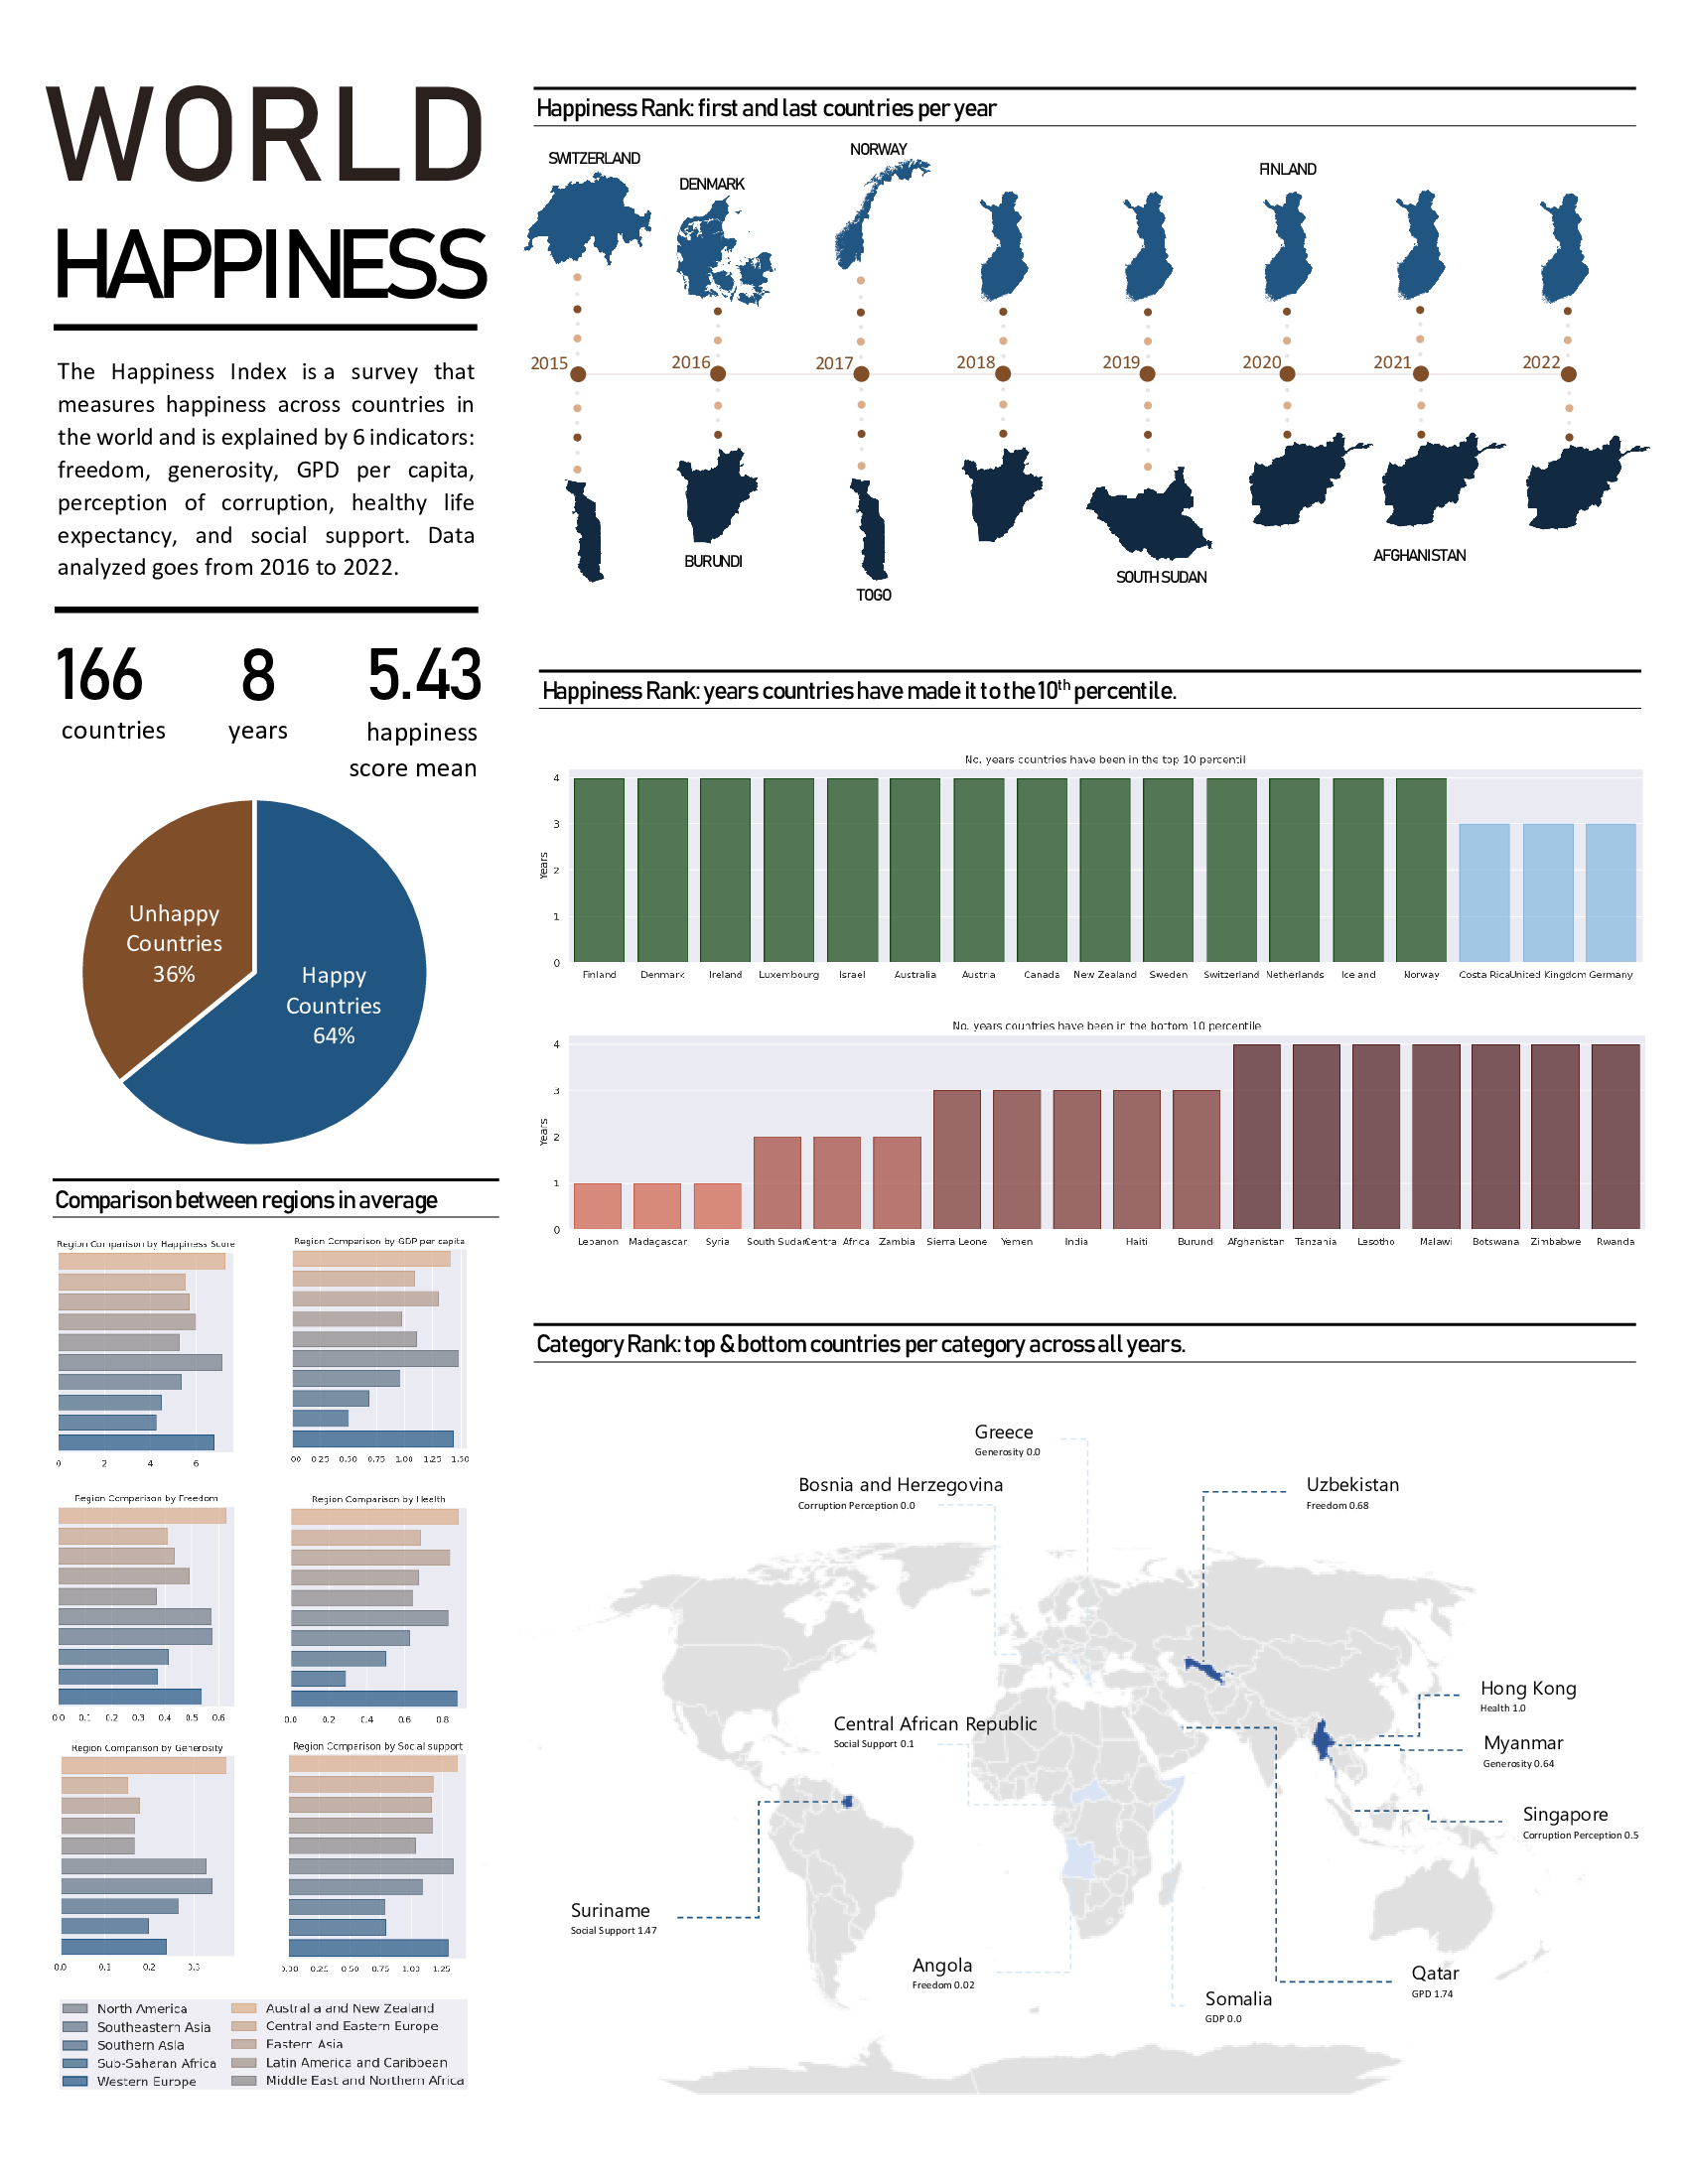 WORLD
HAPPINESS
The Happiness Index is a survey that
measures happiness across countries in
the world and is explained by 6 indicators:
freedom, generosity, GPD per capita,
perception of corruption, healthy life
expectancy, and social support. Data
analyzed goes from 2016 to 2022.
166
countries
8
years
5.43
happiness
score mean
Unhappy
Countries
36%
Happy
Countries
64%
Comparison between regions in average
Region Comparison by Happiness Score
0 2 4 6
Region Comparison by GDP per capita
00 0.25 0.50 0.75 1.00 1.25 1.50
Region Comparison by Freedom
0.0 0.1 0.2 0.3 0.4 0.5 0.6
Region Comparison by Health
0.0 0.2 0.4 0.6 0.8
Region Comparison by Generosity
0.0 0.1 0.2 0.3
Region Comparison by Social support
0.00 0.25 0.50 0.75 1.00 1.25
North America
Southeastern Asia
Southern Asia
Sub-Saharan Africa
Western Europe
Austral a and New Zealand
Central and Eastern Europe
Eastern Asia
Latin America and Caribbean
Middle East and Northern Africa
Happiness Rank: first and last countries per year
SWITZERLAND
DENMARK
NORWAY
FINLAND
2015 2016 2017 2018 2019 2020 2021 2022
BURUNDI
TOGO
SOUTH SUDAN
AFGHANISTAN
Happiness Rank: years countries have made it to the 10th percentile.
No. years countries have been in the top 10 percentil
Years
4
3
2
1
0
Finland Denmark Ireland Luxembourg Israel Australia Austria Canada New Zealand Sweden Switzerland Netherlands Ice and Norway Costa Rica United Kingdom Germany
No. years countries have been in the bottom 10 percentile
Years
4
3
2
1
0
Lebanon Madagascar Syria South Sudan Centra Africa Zambia Sierra Leone Yemen India Haiti Burund Afghanistan Tanzania Lesotho Malawi Botswana Zimbabwe Rwanda
Category Rank: top & bottom countries per category across all years.
Greece
Generosity 0.0
Bosnia and Herzegovina
Corruption Perception 0.0
Uzbekistan
Freedom 0.68
Hong Kong
Health 1.0
Central African Republic
Social Support 0.1
Myanmar
Generosity 0.64
Singapore
Corruption Perception 0.5
Suriname
Social Support 1.47
Angola
Freedom 0.02
Qatar
GPD 1.74
Somalia
GDP 0.0